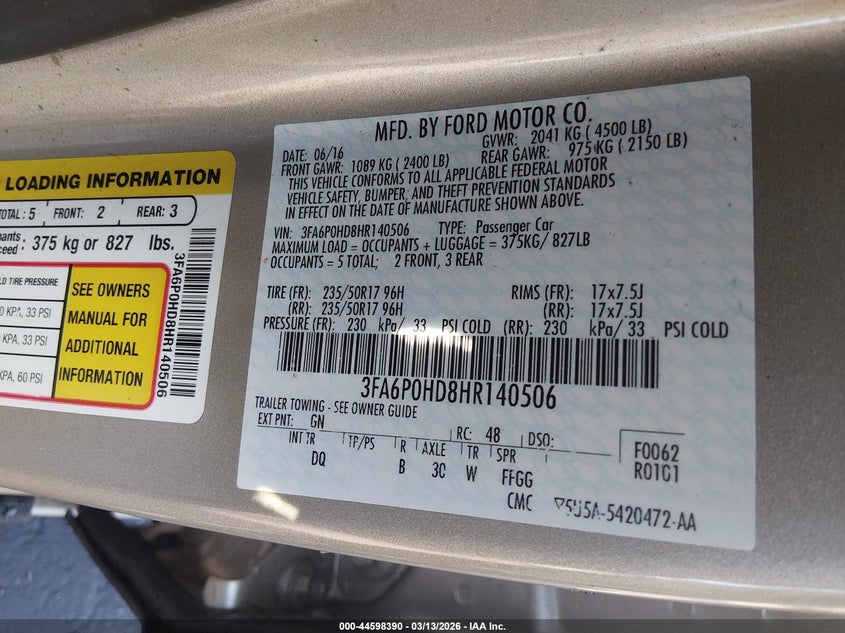 LOADING INFORMATION
TOTAL : 5 FRONT: 2 REAR: 3
375 kg or 827 lbs.
TIRE PRESSURE
KPA, 33 PSI
KPA, 33 PSI
KPA, 60 PSI
SEE OWNERS
MANUAL FOR
ADDITIONAL
INFORMATION
3FA6P0HD8HR140506
MFD. BY FORD MOTOR CO.
DATE: 06/16 GVWR: 2041 KG ( 4500 LB)
FRONT GAWR: 1089 KG ( 2400 LB) REAR GAWR: 975 KG ( 2150 LB)
THIS VEHICLE CONFORMS TO ALL APPLICABLE FEDERAL MOTOR
VEHICLE SAFETY, BUMPER, AND THEFT PREVENTION STANDARDS
IN EFFECT ON THE DATE OF MANUFACTURE SHOWN ABOVE.
VIN: 3FA6P0HD8HR140506 TYPE: Passenger Car
MAXIMUM LOAD = OCCUPANTS + LUGGAGE = 375KG/ 827LB
OCCUPANTS = 5 TOTAL; 2 FRONT, 3 REAR
TIRE (FR): 235/50R17 96H RIMS (FR): 17x7.5J
(RR): 235/50R17 96H (RR): 17x7.5J
PRESSURE (FR): 230 kPa/ 33 PSI COLD (RR): 230 kPa/ 33 PSI COLD
3FA6P0HD8HR140506
TRAILER TOWING - SEE OWNER GUIDE
EXT PNT: GN RC: 48 DSO:
INT TR TP/PS R AXLE TR SPR
DQ B 30 W FFGG
F0062
R0101
CMC 5U5A-5420472-AA
000-44598390 | 03/13/2026 | IAA Inc.